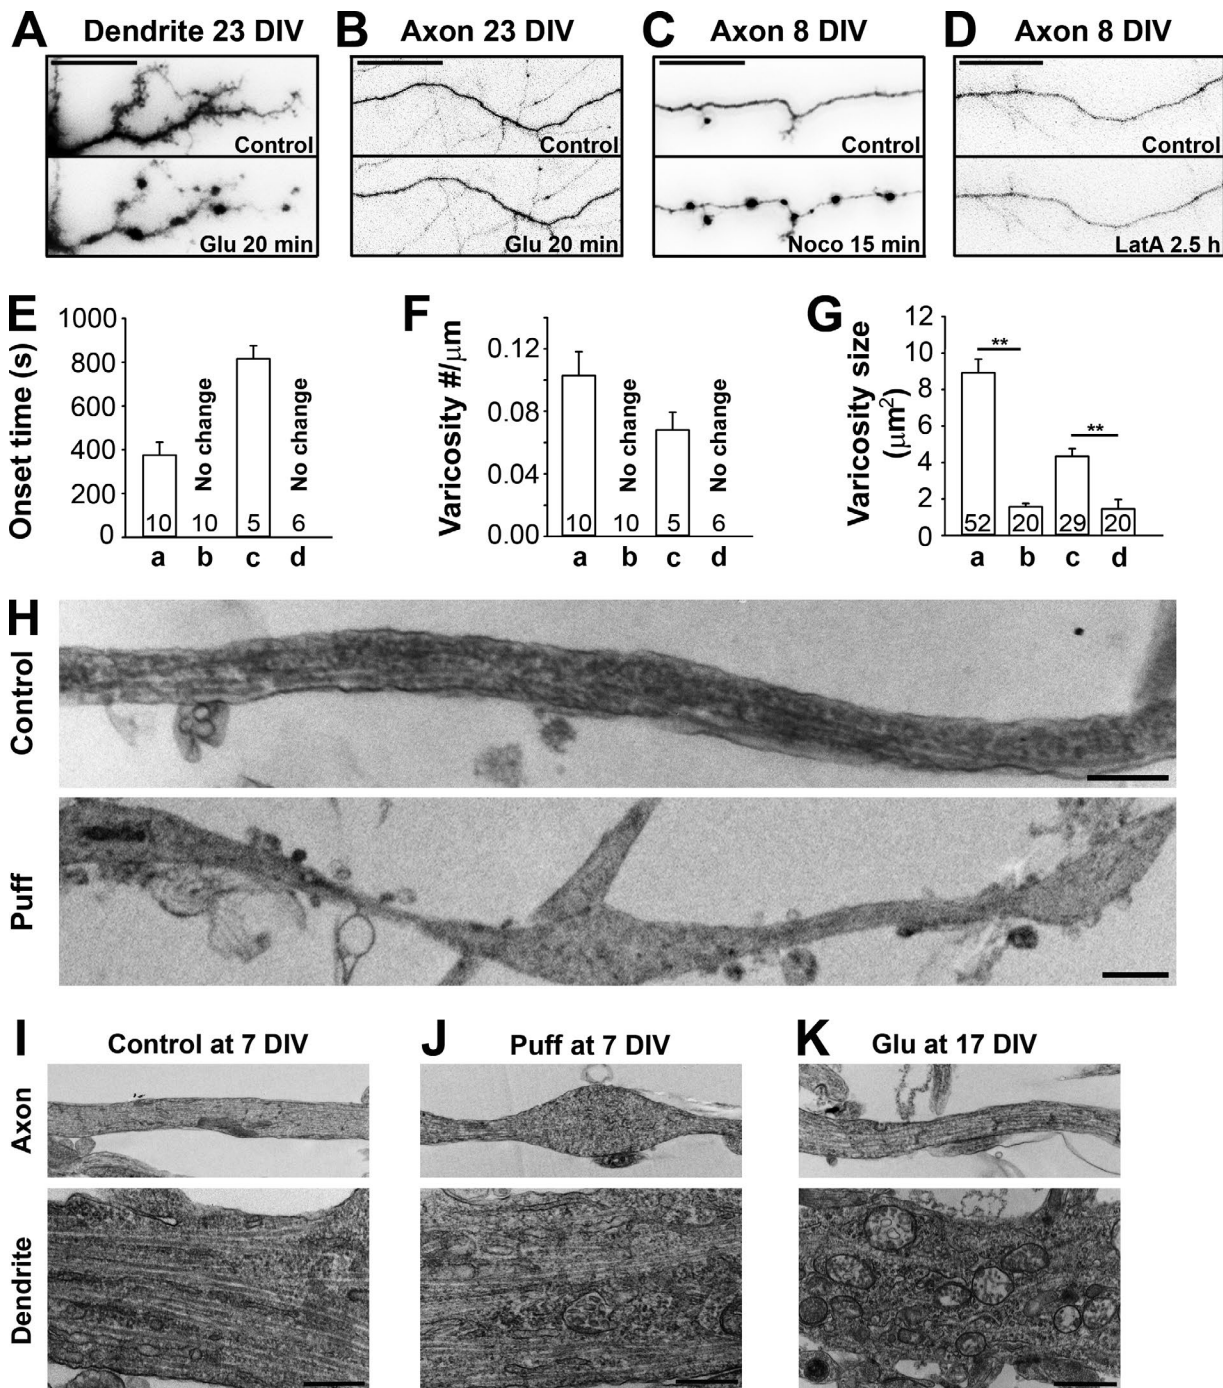 A Dendrite 23 DIV
B Axon 23 DIV
C Axon 8 DIV
D Axon 8 DIV
Control
Control
Control
Control
Glu 20 min
Glu 20 min
Noco 15 min
LatA 2.5 h
E
Onset time (s)
1000
800
600
400
200
0
10
No change
10
5
No change
6
a b c d
F
Varicosity #/μm
0.12
0.08
0.04
0.00
10
No change
10
5
No change
6
a b c d
G
Varicosity size
(μm²)
12
10
8
6
4
2
0
**
**
52 20 29 20
a b c d
H
Control
Puff
I Control at 7 DIV
J Puff at 7 DIV
K Glu at 17 DIV
Axon
Dendrite